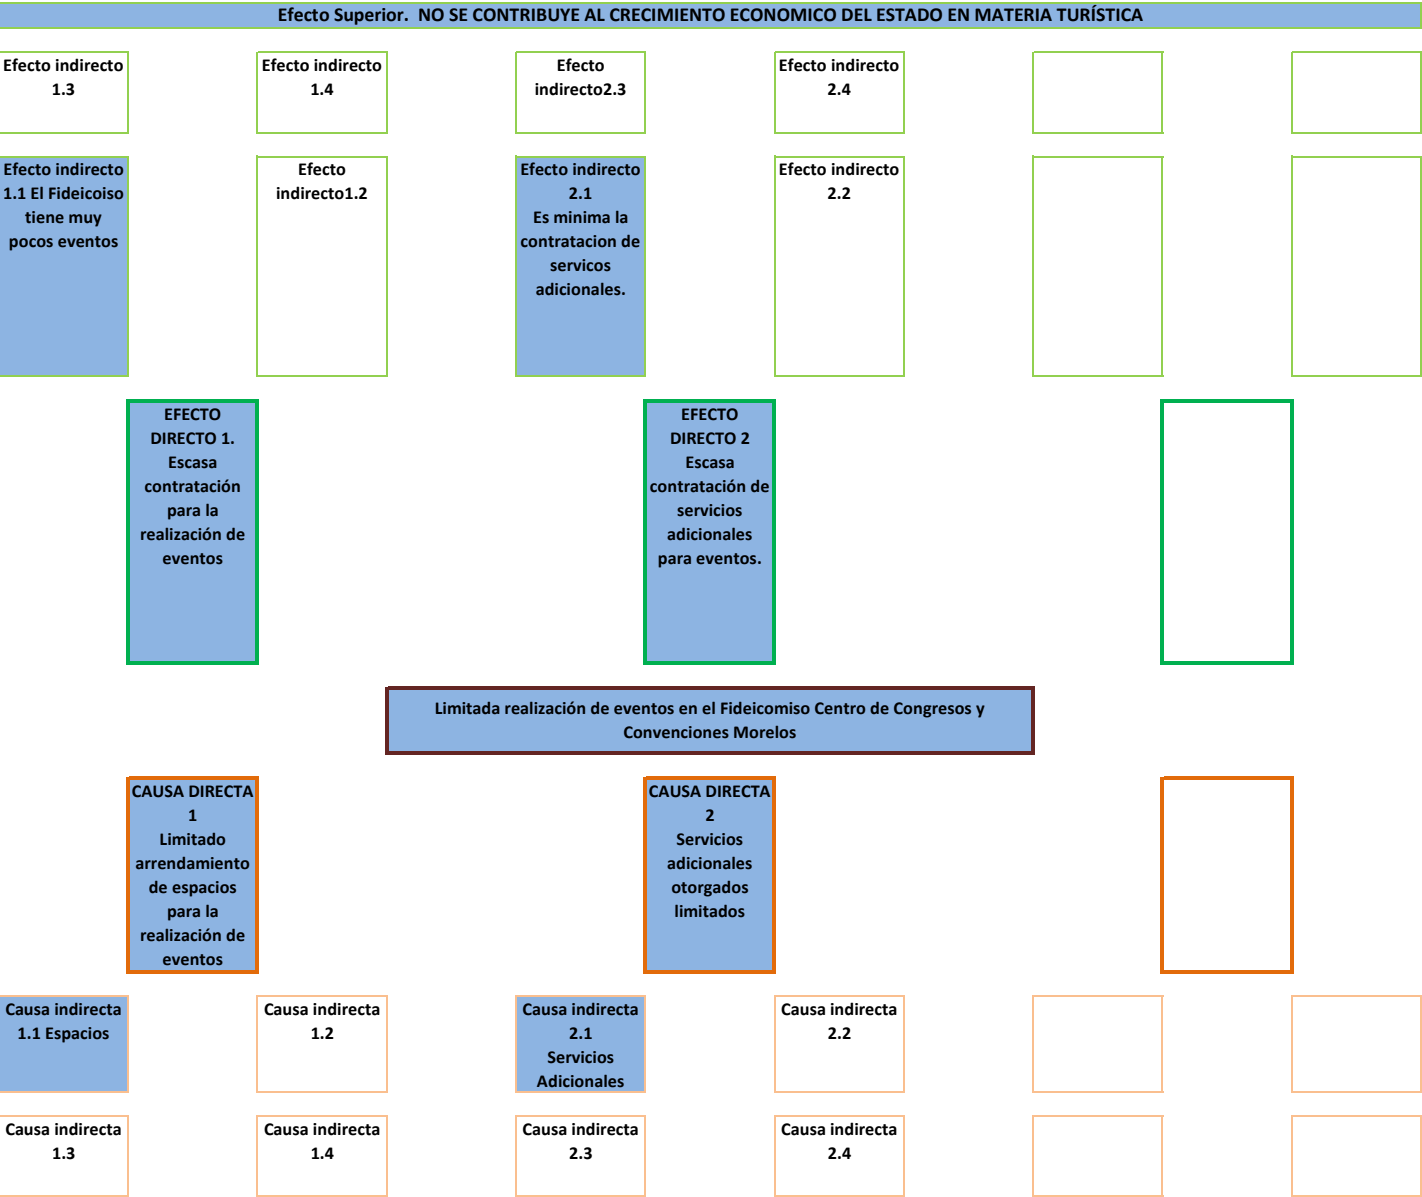 Efecto Superior.  NO SE CONTRIBUYE AL CRECIMIENTO ECONOMICO DEL ESTADO EN MATERIA TURÍSTICA
Efecto indirecto
1.3
Efecto indirecto
1.4
Efecto
indirecto2.3
Efecto indirecto
2.4
Efecto indirecto
1.1 El Fideicoiso
tiene muy
pocos eventos
Efecto
indirecto1.2
Efecto indirecto
2.1
Es minima la
contratacion de
servicos
adicionales.
Efecto indirecto
2.2
EFECTO
DIRECTO 1.
Escasa
contratación
para la
realización de
eventos
EFECTO
DIRECTO 2
Escasa
contratación de
servicios
adicionales
para eventos.
Limitada realización de eventos en el Fideicomiso Centro de Congresos y
Convenciones Morelos
CAUSA DIRECTA
1
Limitado
arrendamiento
de espacios
para la
realización de
eventos
CAUSA DIRECTA
2
Servicios
adicionales
otorgados
limitados
Causa indirecta
1.1 Espacios
Causa indirecta
1.2
Causa indirecta
2.1
Servicios
Adicionales
Causa indirecta
2.2
Causa indirecta
1.3
Causa indirecta
1.4
Causa indirecta
2.3
Causa indirecta
2.4